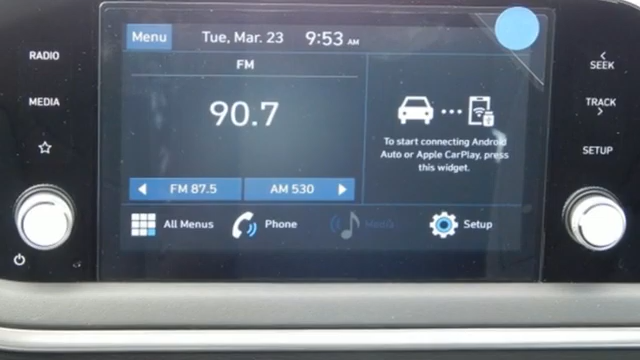 RADIO
MEDIA
Menu
Tue, Mar. 23
9:53 AM
FM
90.7
FM 87.5
AM 530
To start connecting Android
Auto or Apple CarPlay, press
this widget.
All Menus
Phone
Media
Setup
SEEK
TRACK
SETUP